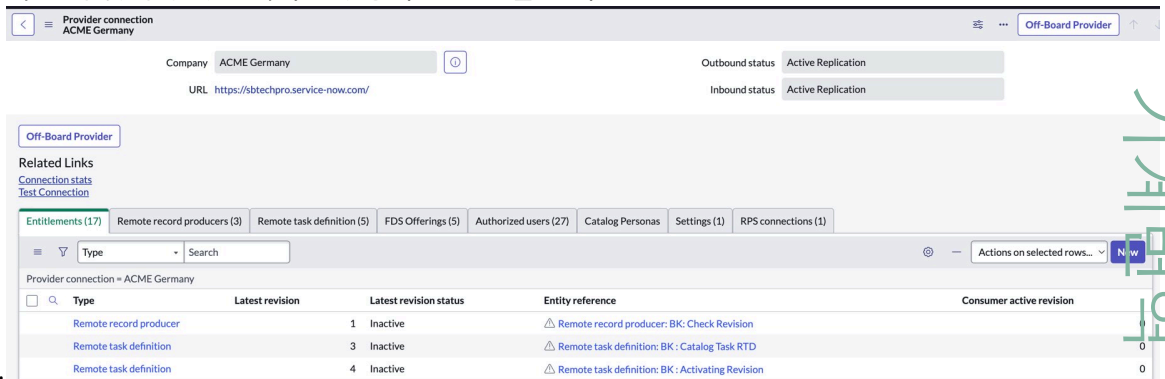 Provider connection
ACME Germany
Off-Board Provider
Company ACME Germany Outbound status Active Replication
URL https://sbtechpro.service-now.com/ Inbound status Active Replication
Off-Board Provider
Related Links
Connection stats
Test Connection
Entitlements (17) Remote record producers (3) Remote task definition (5) FDS Offerings (5) Authorized users (27) Catalog Personas Settings (1) RPS connections (1)
Type Search Actions on selected rows... New
Provider connection = ACME Germany
Type Latest revision Latest revision status Entity reference Consumer active revision
Remote record producer 1 Inactive Remote record producer: BK: Check Revision 0
Remote task definition 3 Inactive Remote task definition: BK : Catalog Task RTD 0
Remote task definition 4 Inactive Remote task definition: BK : Activating Revision 0